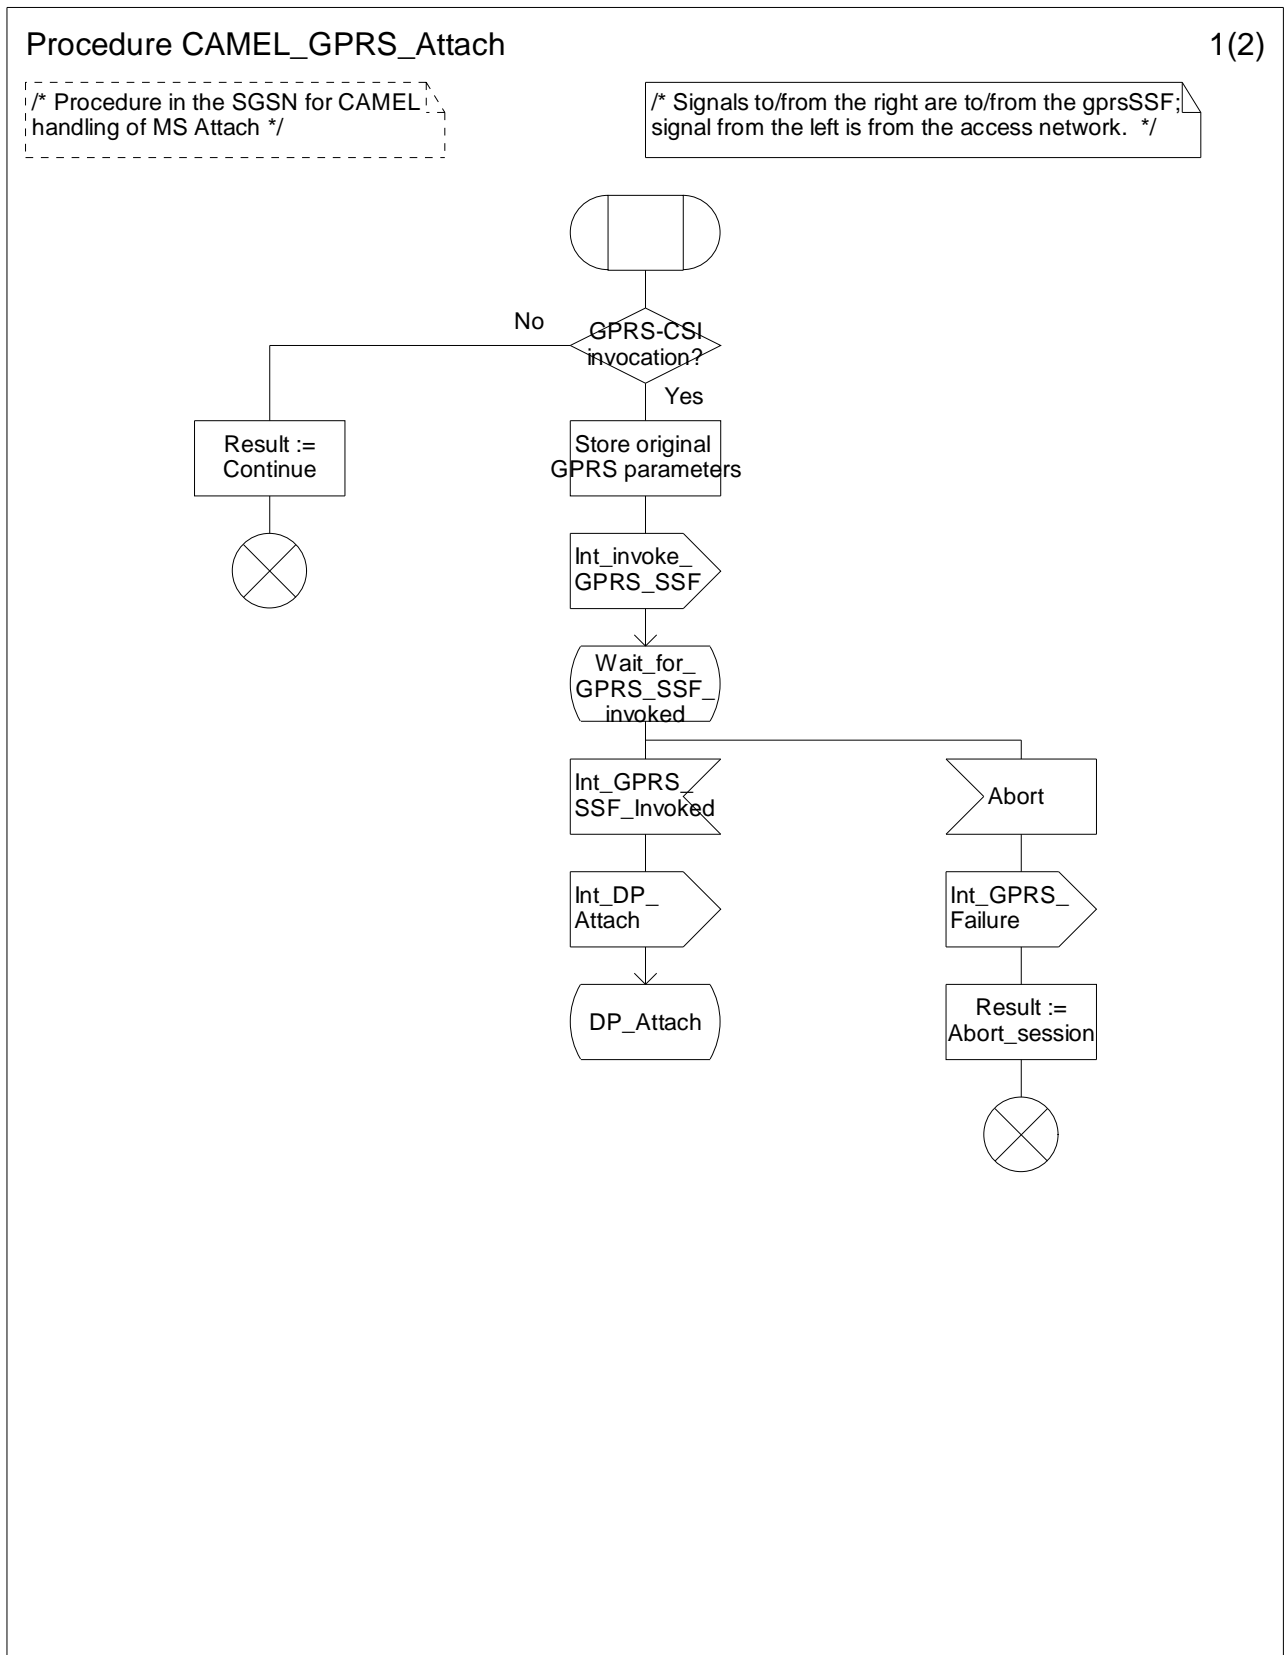 Procedure CAMEL_GPRS_Attach
1(2)
/* Procedure in the SGSN for CAMEL
handling of MS Attach */
/* Signals to/from the right are to/from the gprsSSF;
signal from the left is from the access network.  */
No
GPRS-CSI
invocation?
Yes
Result :=
Continue
Store original
GPRS parameters
Int_invoke_
GPRS_SSF
Wait_for_
GPRS_SSF_
invoked
Int_GPRS_
SSF_Invoked
Abort
Int_DP_
Attach
Int_GPRS_
Failure
DP_Attach
Result :=
Abort_session